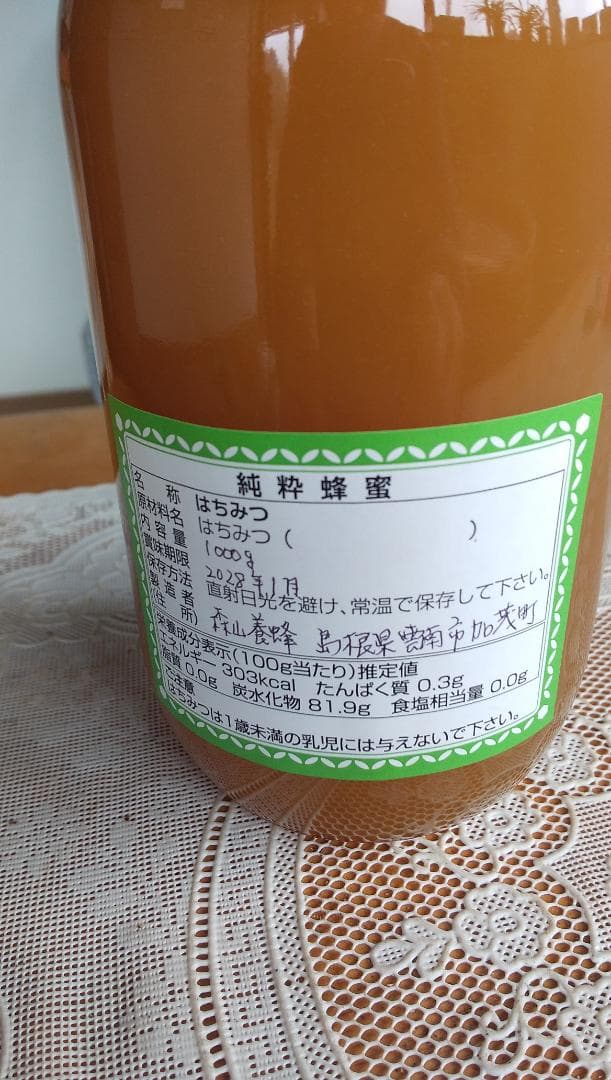 純粋蜂蜜
名称 はちみつ
原材料名 はちみつ( )
内容量 1000g
賞味期限 2028年1月
保存方法 直射日光を避け、常温で保存して下さい。
製造者 森山養蜂 島根県雲南市加茂町
(住所)
栄養成分表示(100g当たり)推定値
エネルギー 303kcal たんぱく質 0.3g
脂質 0.0g 炭水化物 81.9g 食塩相当量 0.0g
ご注意
はちみつは1歳未満の乳児には与えないで下さい。